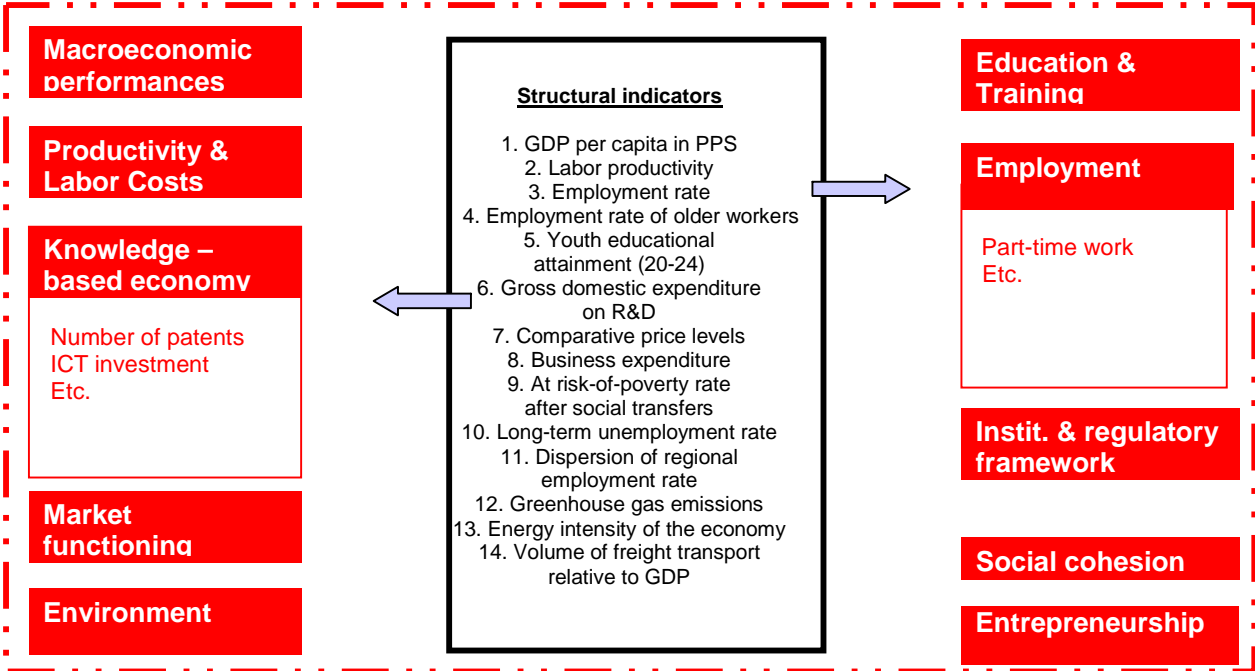 Macroeconomic
performances
Productivity &
Labor Costs
Knowledge –
based economy
Number of patents
ICT investment
Etc.
Market
functioning
Environment
Structural indicators
1. GDP per capita in PPS
2. Labor productivity
3. Employment rate
4. Employment rate of older workers
5. Youth educational
attainment (20-24)
6. Gross domestic expenditure
on R&D
7. Comparative price levels
8. Business expenditure
9. At risk-of-poverty rate
after social transfers
10. Long-term unemployment rate
11. Dispersion of regional
employment rate
12. Greenhouse gas emissions
13. Energy intensity of the economy
14. Volume of freight transport
relative to GDP
Education &
Training
Employment
Part-time work
Etc.
Instit. & regulatory
framework
Social cohesion
Entrepreneurship